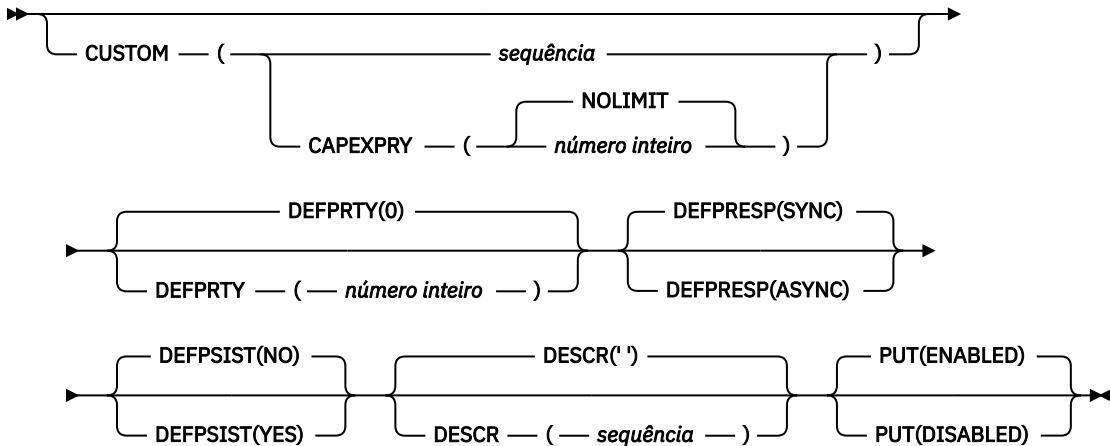 CUSTOM ( sequência )
NOLIMIT
CAPEXPRY ( número inteiro )
DEFPRTY(0) DEFPRESP(SYNC)
DEFPRTY ( número inteiro ) DEFPRESP(ASYNC)
DEFPSIST(NO) DESCR(' ') PUT(ENABLED)
DEFPSIST(YES) DESCR ( sequência ) PUT(DISABLED)